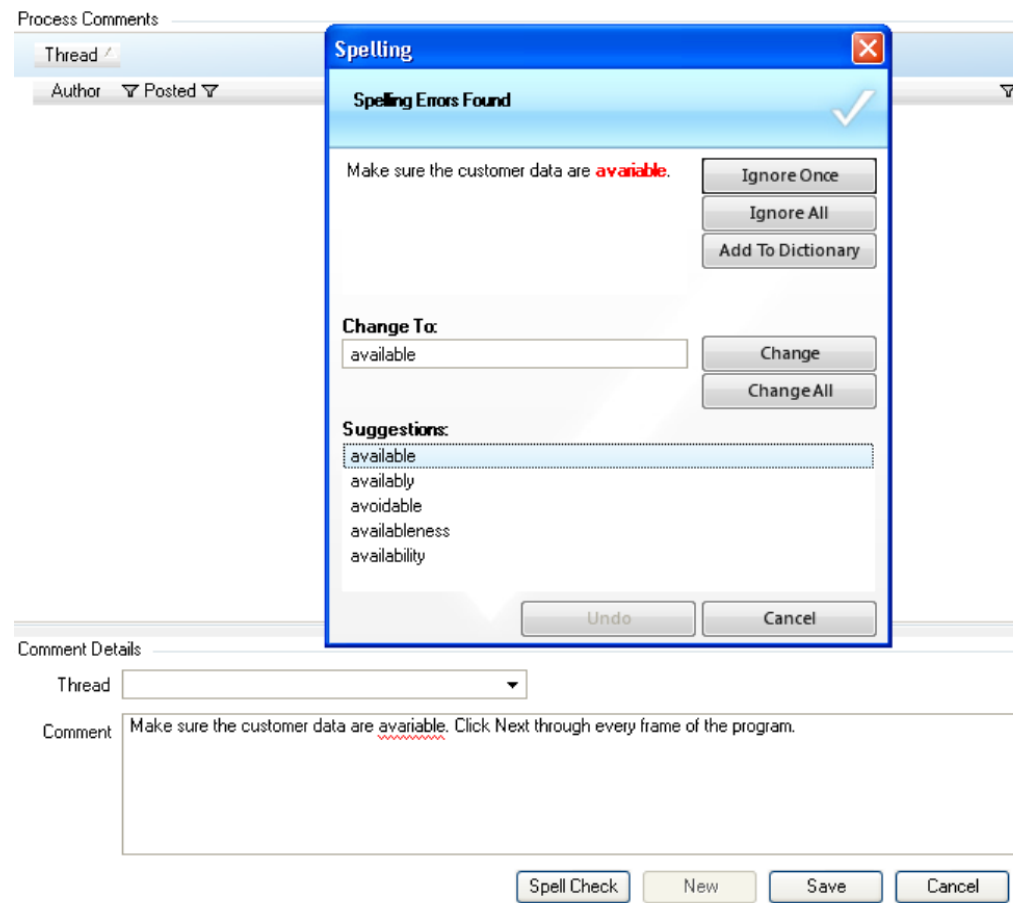 Process Comments
Thread
Author Posted
Spelling
Spelling Errors Found
Make sure the customer data are avariable.
Ignore Once
Ignore All
Add To Dictionary
Change To:
available
Change
Change All
Suggestions:
available
availably
avoidable
availableness
availability
Undo
Cancel
Comment Details
Thread
Comment
Make sure the customer data are avariable. Click Next through every frame of the program.
Spell Check
New
Save
Cancel